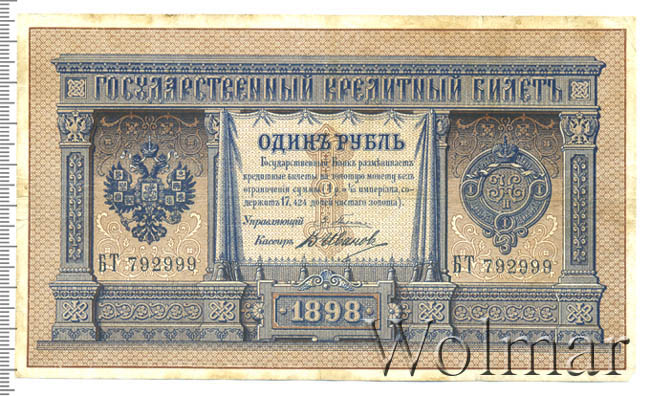 ГОСУДАРСТВЕННЫЙ КРЕДИТНЫЙ БИЛЕТЪ
ОДИНЪ РУБЛЬ
Государственный Банкъ размѣниваетъ
кредитные билеты на золотую монету безъ
ограниченія суммы (1 р. = 1/15 имперіала, со-
держитъ 17,424 долей чистаго золота).
Управляющій
Кассиръ В. Ивановъ
БТ 792999
БТ 792999
1898
Wolmar